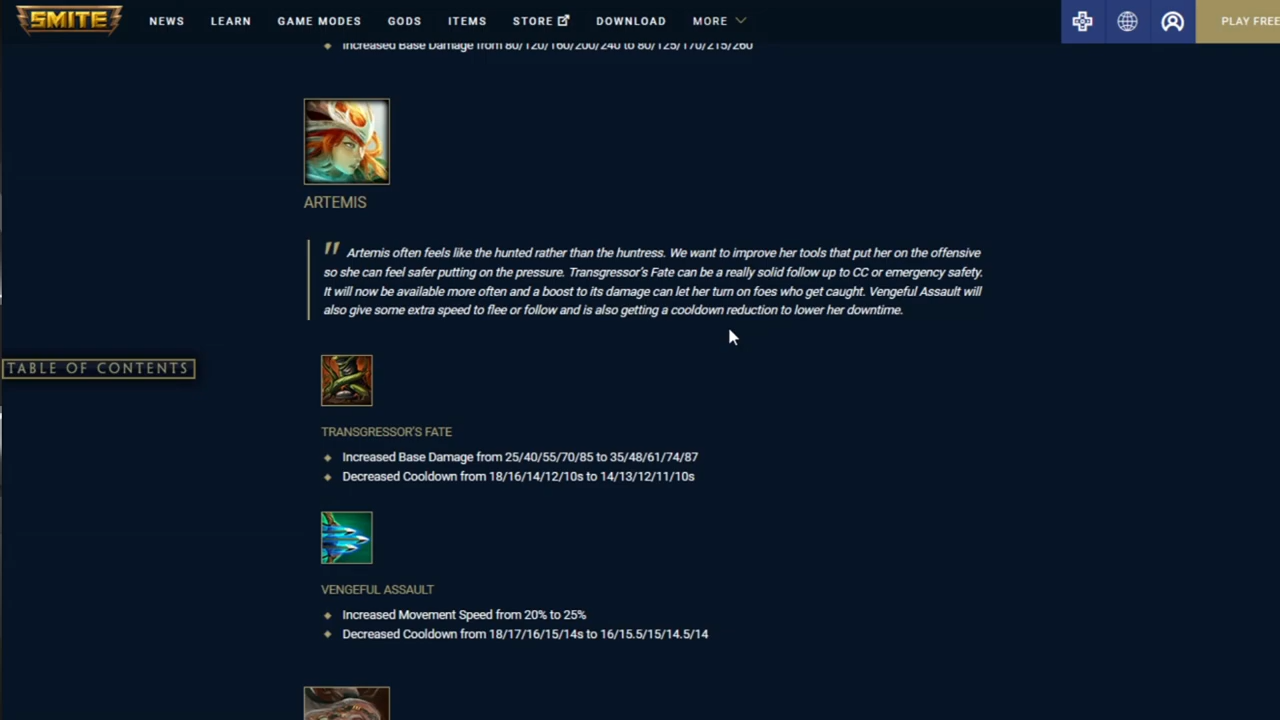 SMITE NEWS LEARN GAME MODES GODS ITEMS STORE DOWNLOAD MORE PLAY FREE
Increased Base Damage from 80/120/160/200/240 to 80/125/170/215/260
ARTEMIS
" Artemis often feels like the hunted rather than the huntress. We want to improve her tools that put her on the offensive
so she can feel safer putting on the pressure. Transgressor's Fate can be a really solid follow up to CC or emergency safety.
It will now be available more often and a boost to its damage can let her turn on foes who get caught. Vengeful Assault will
also give some extra speed to flee or follow and is also getting a cooldown reduction to lower her downtime.
TABLE OF CONTENTS
TRANSGRESSOR'S FATE
Increased Base Damage from 25/40/55/70/85 to 35/48/61/74/87
Decreased Cooldown from 18/16/14/12/10s to 14/13/12/11/10s
VENGEFUL ASSAULT
Increased Movement Speed from 20% to 25%
Decreased Cooldown from 18/17/16/15/14s to 16/15.5/15/14.5/14